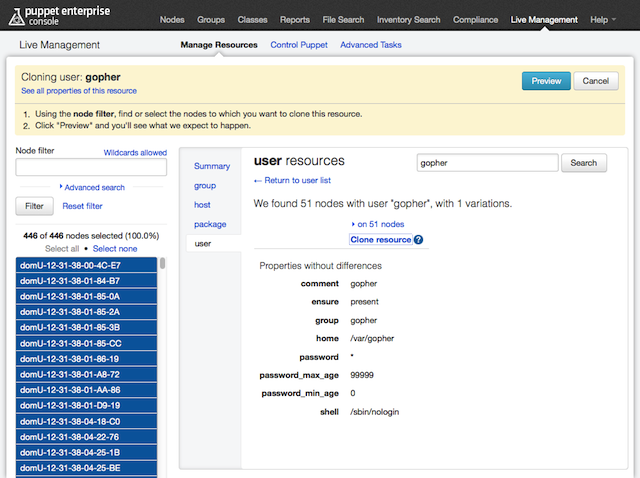 puppet enterprise
console
Nodes Groups Classes Reports File Search Inventory Search Compliance Live Management Help
Live Management Manage Resources Control Puppet Advanced Tasks
Cloning user: gopher
See all properties of this resource
Preview Cancel
1. Using the node filter, find or select the nodes to which you want to clone this resource.
2. Click "Preview" and you'll see what we expect to happen.
Node filter Wildcards allowed
Advanced search
Filter Reset filter
446 of 446 nodes selected (100.0%)
Select all • Select none
domU-12-31-38-00-4C-E7
domU-12-31-38-01-84-B7
domU-12-31-38-01-85-0A
domU-12-31-38-01-85-2A
domU-12-31-38-01-85-3B
domU-12-31-38-01-85-CC
domU-12-31-38-01-86-19
domU-12-31-38-01-A8-72
domU-12-31-38-01-AA-86
domU-12-31-38-01-D9-19
domU-12-31-38-04-18-C0
domU-12-31-38-04-22-76
domU-12-31-38-04-25-1B
domU-12-31-38-04-25-BE
Summary
group
host
package
user
user resources
gopher Search
← Return to user list
We found 51 nodes with user "gopher", with 1 variations.
on 51 nodes
Clone resource ?
Properties without differences
comment gopher
ensure present
group gopher
home /var/gopher
password *
password_max_age 99999
password_min_age 0
shell /sbin/nologin